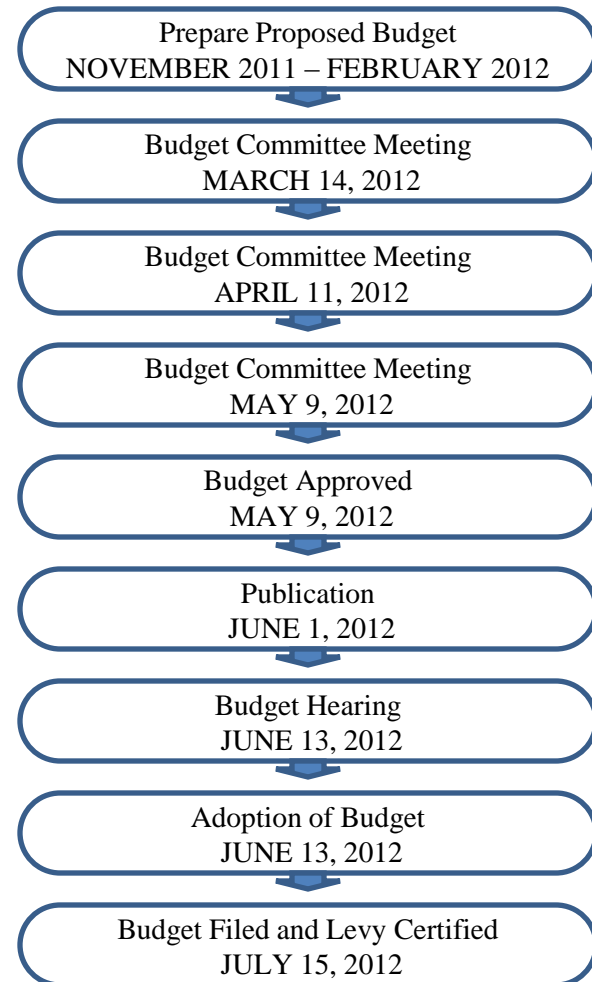 Prepare Proposed Budget
NOVEMBER 2011 – FEBRUARY 2012
Budget Committee Meeting
MARCH 14, 2012
Budget Committee Meeting
APRIL 11, 2012
Budget Committee Meeting
MAY 9, 2012
Budget Approved
MAY 9, 2012
Publication
JUNE 1, 2012
Budget Hearing
JUNE 13, 2012
Adoption of Budget
JUNE 13, 2012
Budget Filed and Levy Certified
JULY 15, 2012